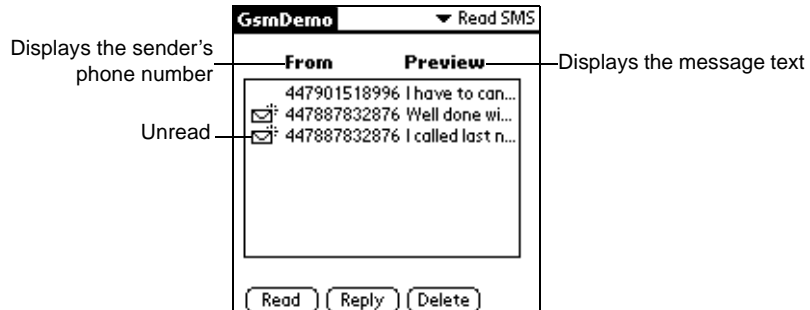 GsmDemo ▼ Read SMS
Displays the sender's
phone number
From Preview
Displays the message text
447901518996 I have to can...
447887832876 Well done wi...
Unread
447887832876 I called last n...
Read Reply Delete